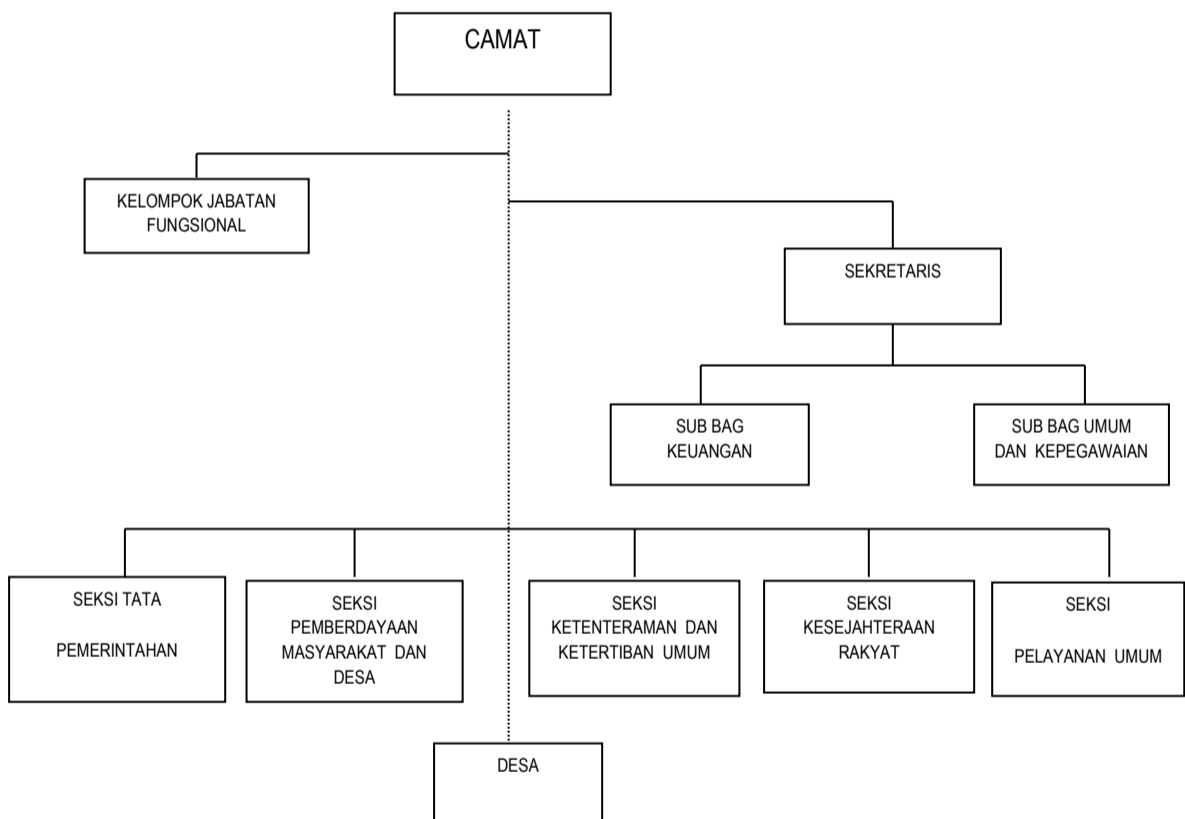 CAMAT
KELOMPOK JABATAN
FUNGSIONAL
SEKRETARIS
SUB BAG
KEUANGAN
SUB BAG UMUM
DAN KEPEGAWAIAN
SEKSI TATA
PEMERINTAHAN
SEKSI
PEMBERDAYAAN
MASYARAKAT DAN
DESA
SEKSI
KETENTERAMAN DAN
KETERTIBAN UMUM
SEKSI
KESEJAHTERAAN
RAKYAT
SEKSI
PELAYANAN UMUM
DESA